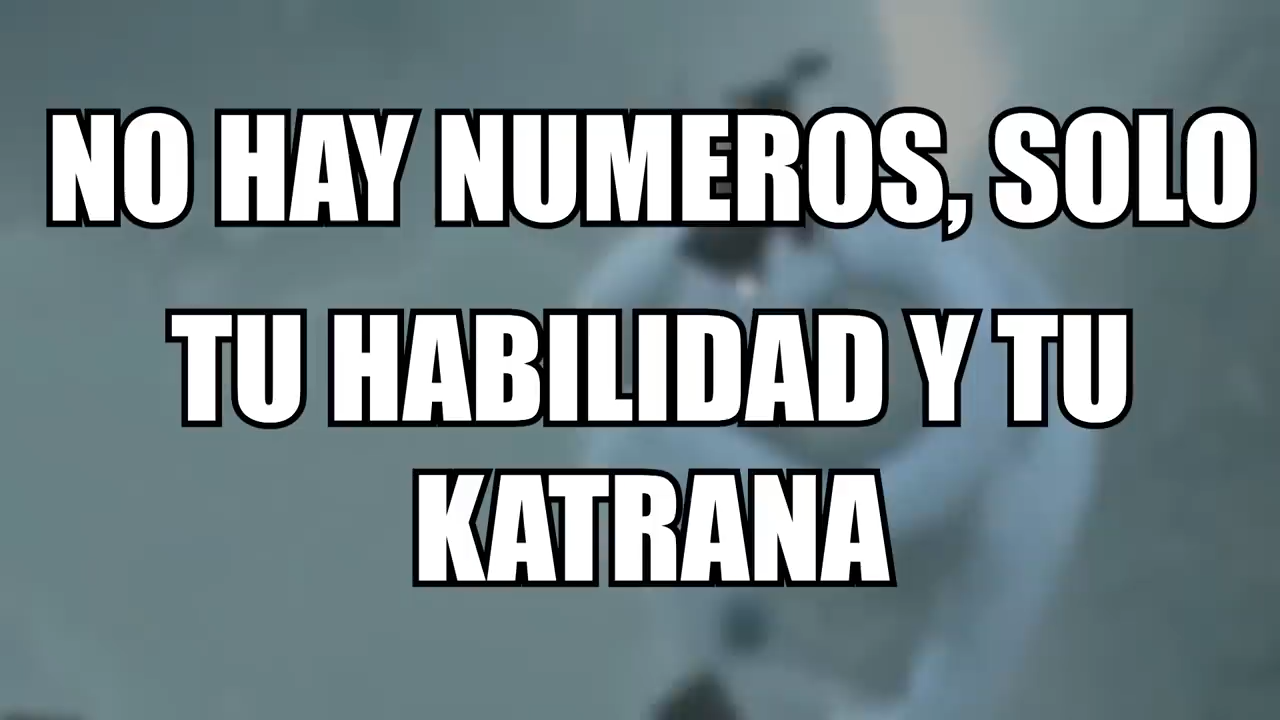 NO HAY NUMEROS, SOLO
TU HABILIDAD Y TU
KATRANA